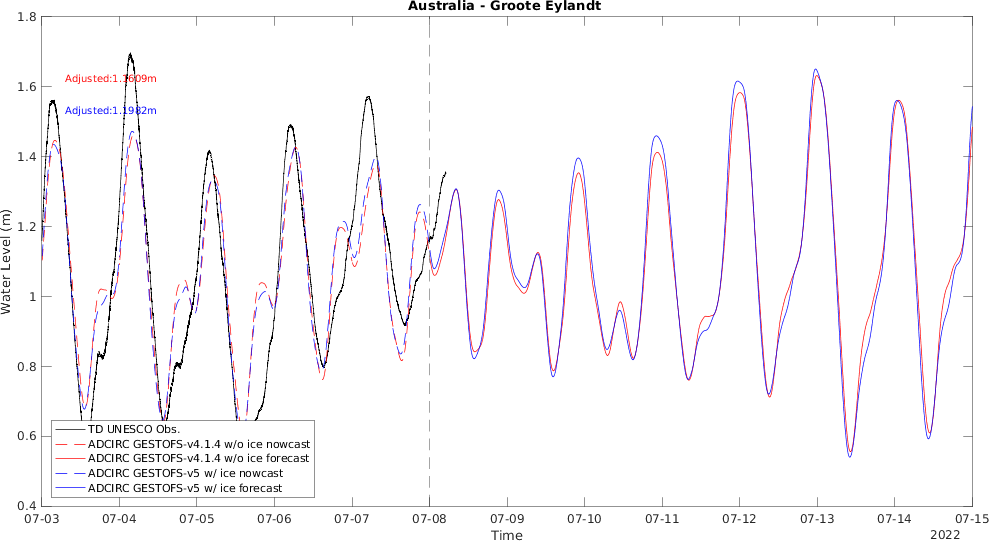 Australia - Groote Eylandt
1.8
1.6
1.4
1.2
1
0.8
0.6
0.4
Water Level (m)
Adjusted:1.1609m
Adjusted:1.1982m
TD UNESCO Obs.
ADCIRC GESTOFS-v4.1.4 w/o ice nowcast
ADCIRC GESTOFS-v4.1.4 w/o ice forecast
ADCIRC GESTOFS-v5 w/ ice nowcast
ADCIRC GESTOFS-v5 w/ ice forecast
07-03 07-04 07-05 07-06 07-07 07-08 07-09 07-10 07-11 07-12 07-13 07-14 07-15
Time
2022